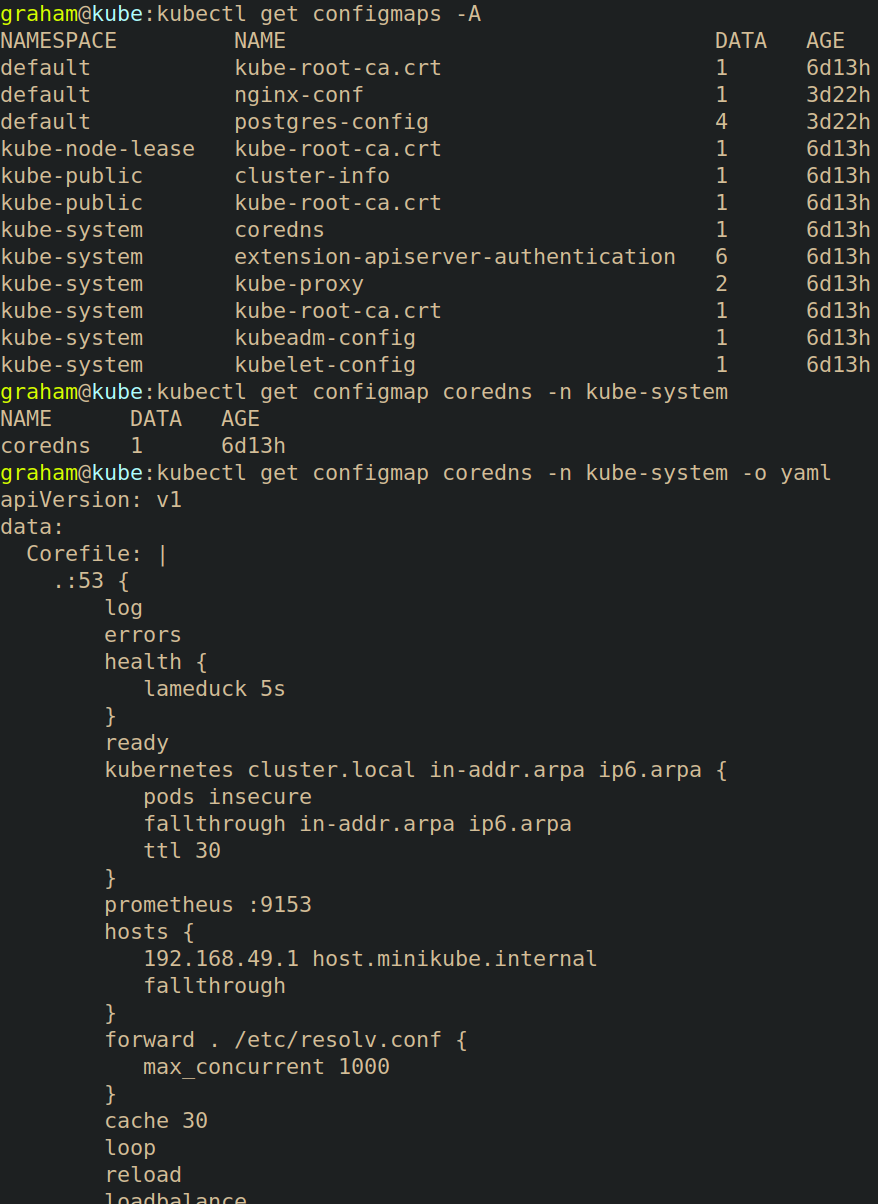 graham@kube:kubectl get configmaps -A
NAMESPACE         NAME                                 DATA   AGE
default           kube-root-ca.crt                     1      6d13h
default           nginx-conf                           1      3d22h
default           postgres-config                      4      3d22h
kube-node-lease   kube-root-ca.crt                     1      6d13h
kube-public       cluster-info                         1      6d13h
kube-public       kube-root-ca.crt                     1      6d13h
kube-system       coredns                              1      6d13h
kube-system       extension-apiserver-authentication   6      6d13h
kube-system       kube-proxy                           2      6d13h
kube-system       kube-root-ca.crt                     1      6d13h
kube-system       kubeadm-config                       1      6d13h
kube-system       kubelet-config                       1      6d13h
graham@kube:kubectl get configmap coredns -n kube-system
NAME      DATA   AGE
coredns   1      6d13h
graham@kube:kubectl get configmap coredns -n kube-system -o yaml
apiVersion: v1
data:
  Corefile: |
    .:53 {
        log
        errors
        health {
           lameduck 5s
        }
        ready
        kubernetes cluster.local in-addr.arpa ip6.arpa {
           pods insecure
           fallthrough in-addr.arpa ip6.arpa
           ttl 30
        }
        prometheus :9153
        hosts {
           192.168.49.1 host.minikube.internal
           fallthrough
        }
        forward . /etc/resolv.conf {
           max_concurrent 1000
        }
        cache 30
        loop
        reload
        loadbalance